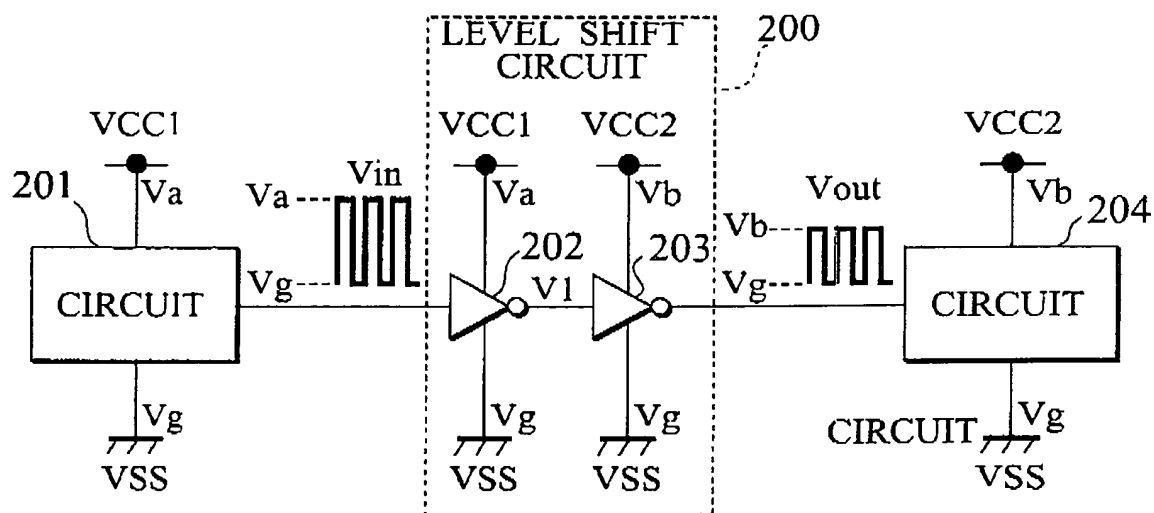 200
LEVEL SHIFT
CIRCUIT
VCC1
VCC1
VCC2
VCC2
201
Va
Va
Vin
Va
Vb
Vout
Vb
Vb
204
202
203
Vg
V1
Vg
CIRCUIT
CIRCUIT
Vg
Vg
Vg
CIRCUIT
Vg
VSS
VSS
VSS
VSS